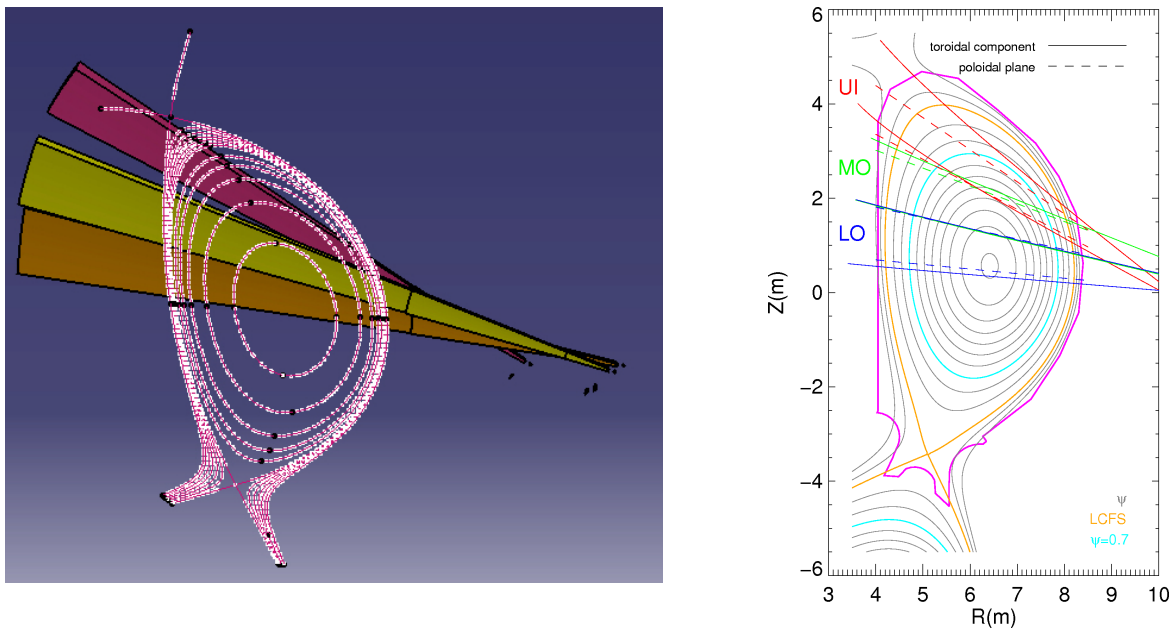 6
toroidal component
poloidal plane
4
UI
MO
2
LO
Z(m)
0
−2
−4
ψ
LCFS
ψ=0.7
−6
3 4 5 6 7 8 9 10
R(m)